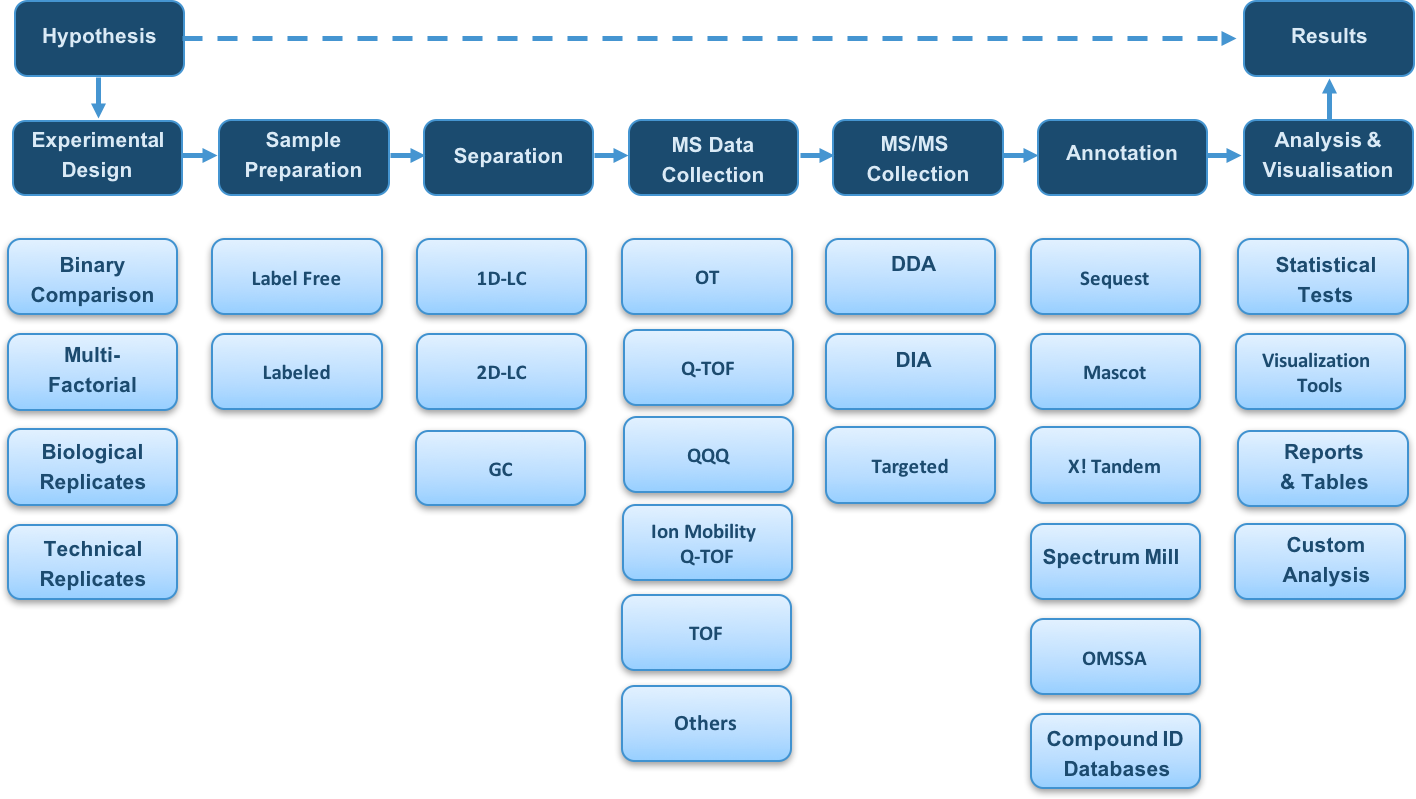 Hypothesis
Results
Experimental
Design
Sample
Preparation
Separation
MS Data
Collection
MS/MS
Collection
Annotation
Analysis &
Visualisation
Binary
Comparison
Multi-
Factorial
Biological
Replicates
Technical
Replicates
Label Free
Labeled
1D-LC
2D-LC
GC
OT
Q-TOF
QQQ
Ion Mobility
Q-TOF
TOF
Others
DDA
DIA
Targeted
Sequest
Mascot
X! Tandem
Spectrum Mill
OMSSA
Compound ID
Databases
Statistical
Tests
Visualization
Tools
Reports
& Tables
Custom
Analysis